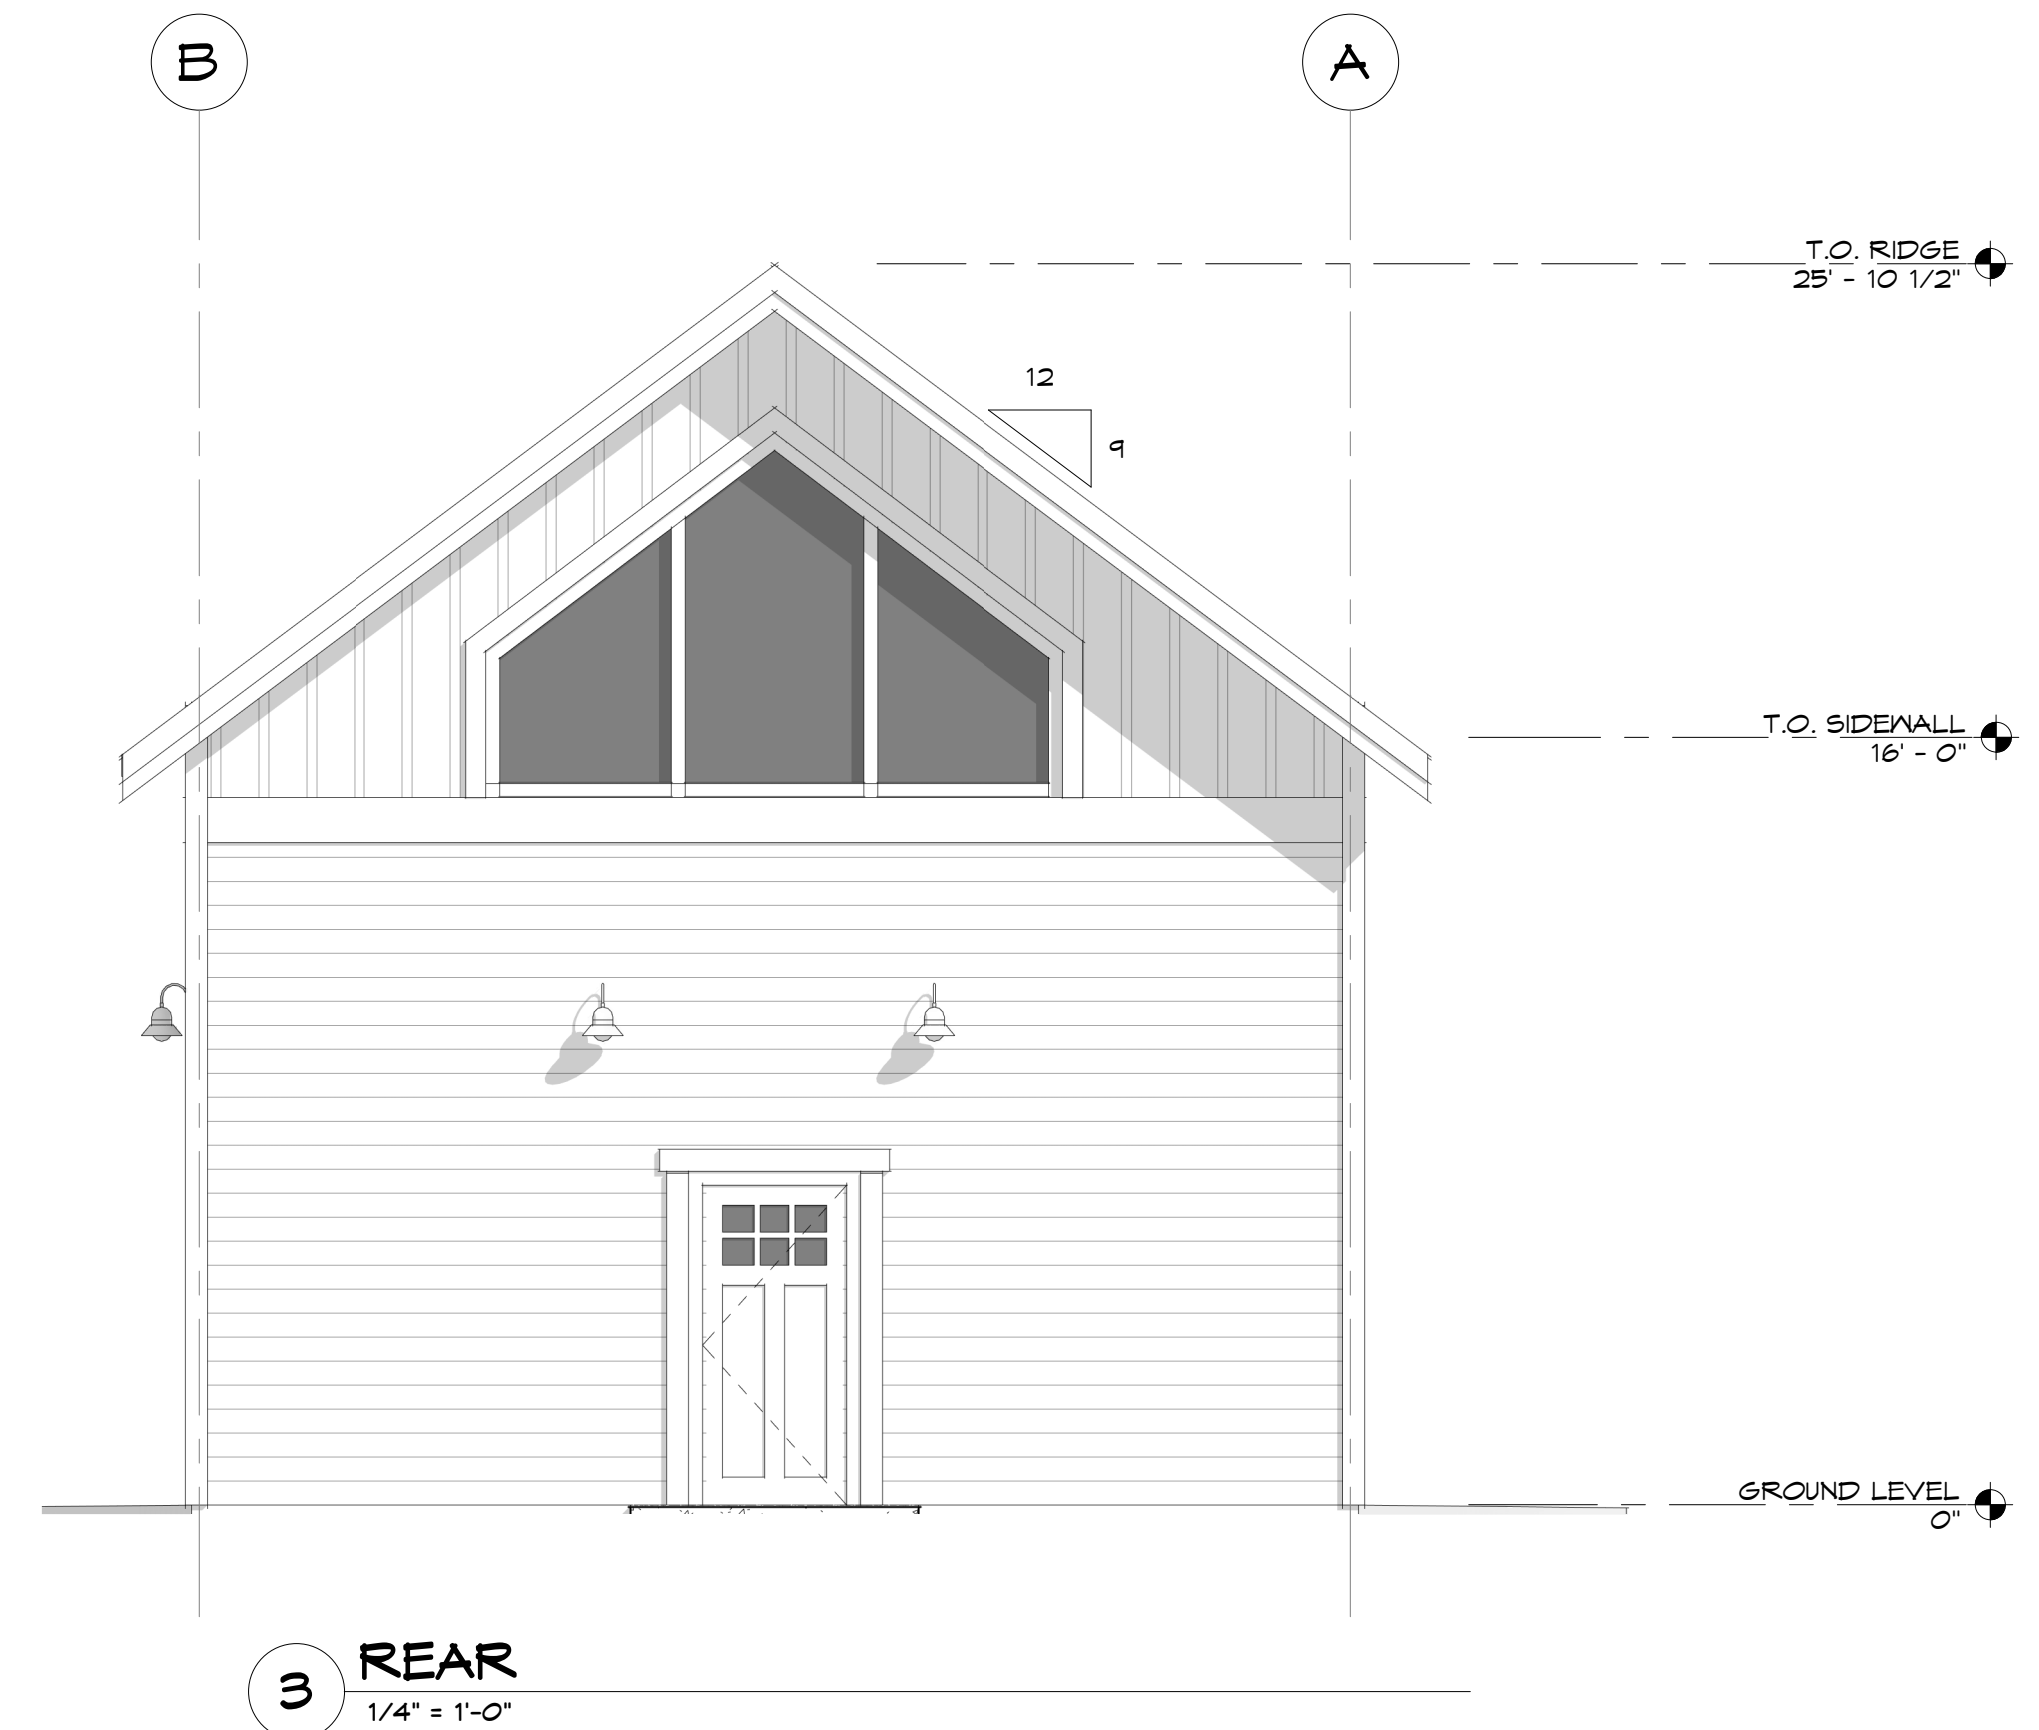 B
A
T.O. RIDGE
25' - 10 1/2"
12
9
T.O. SIDEWALL
16' - 0"
GROUND LEVEL
0"
3
REAR
1/4" = 1'-0"